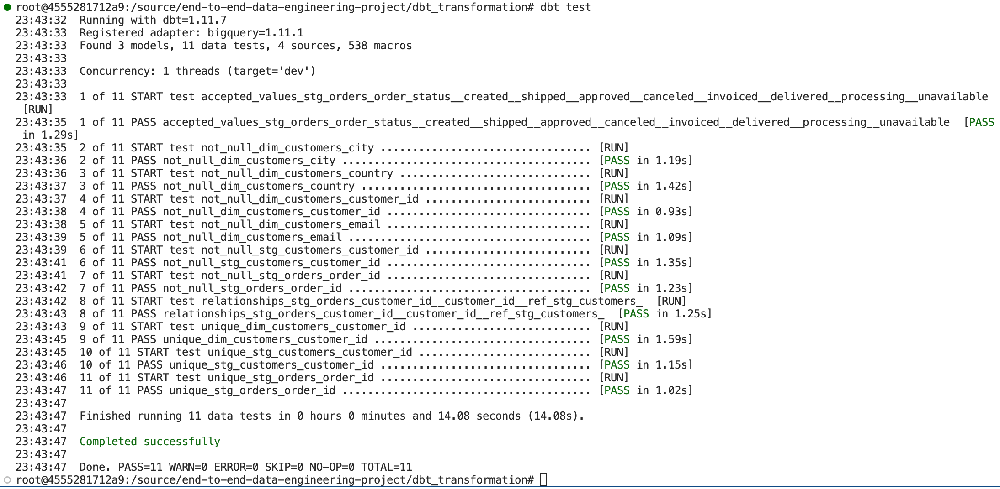 root@4555281712a9:/source/end-to-end-data-engineering-project/dbt_transformation# dbt test
23:43:32  Running with dbt=1.11.7
23:43:33  Registered adapter: bigquery=1.11.1
23:43:33  Found 3 models, 11 data tests, 4 sources, 538 macros
23:43:33
23:43:33  Concurrency: 1 threads (target='dev')
23:43:33
23:43:33  1 of 11 START test accepted_values_stg_orders_order_status__created__shipped__approved__canceled__invoiced__delivered__processing__unavailable
[RUN]
23:43:35  1 of 11 PASS accepted_values_stg_orders_order_status__created__shipped__approved__canceled__invoiced__delivered__processing__unavailable  [PASS
in 1.29s]
23:43:35  2 of 11 START test not_null_dim_customers_city ................................. [RUN]
23:43:36  2 of 11 PASS not_null_dim_customers_city ....................................... [PASS in 1.19s]
23:43:36  3 of 11 START test not_null_dim_customers_country .............................. [RUN]
23:43:37  3 of 11 PASS not_null_dim_customers_country .................................... [PASS in 1.42s]
23:43:37  4 of 11 START test not_null_dim_customers_customer_id .......................... [RUN]
23:43:38  4 of 11 PASS not_null_dim_customers_customer_id ................................ [PASS in 0.93s]
23:43:38  5 of 11 START test not_null_dim_customers_email ................................ [RUN]
23:43:39  5 of 11 PASS not_null_dim_customers_email ...................................... [PASS in 1.09s]
23:43:39  6 of 11 START test not_null_stg_customers_customer_id .......................... [RUN]
23:43:41  6 of 11 PASS not_null_stg_customers_customer_id ................................ [PASS in 1.35s]
23:43:41  7 of 11 START test not_null_stg_orders_order_id ................................ [RUN]
23:43:42  7 of 11 PASS not_null_stg_orders_order_id ...................................... [PASS in 1.23s]
23:43:42  8 of 11 START test relationships_stg_orders_customer_id__customer_id__ref_stg_customers_  [RUN]
23:43:43  8 of 11 PASS relationships_stg_orders_customer_id__customer_id__ref_stg_customers_  [PASS in 1.25s]
23:43:43  9 of 11 START test unique_dim_customers_customer_id ............................ [RUN]
23:43:45  9 of 11 PASS unique_dim_customers_customer_id .................................. [PASS in 1.59s]
23:43:45  10 of 11 START test unique_stg_customers_customer_id ........................... [RUN]
23:43:46  10 of 11 PASS unique_stg_customers_customer_id ................................. [PASS in 1.15s]
23:43:46  11 of 11 START test unique_stg_orders_order_id ................................. [RUN]
23:43:47  11 of 11 PASS unique_stg_orders_order_id ....................................... [PASS in 1.02s]
23:43:47
23:43:47  Finished running 11 data tests in 0 hours 0 minutes and 14.08 seconds (14.08s).
23:43:47
23:43:47  Completed successfully
23:43:47
23:43:47  Done. PASS=11 WARN=0 ERROR=0 SKIP=0 NO-OP=0 TOTAL=11
root@4555281712a9:/source/end-to-end-data-engineering-project/dbt_transformation#